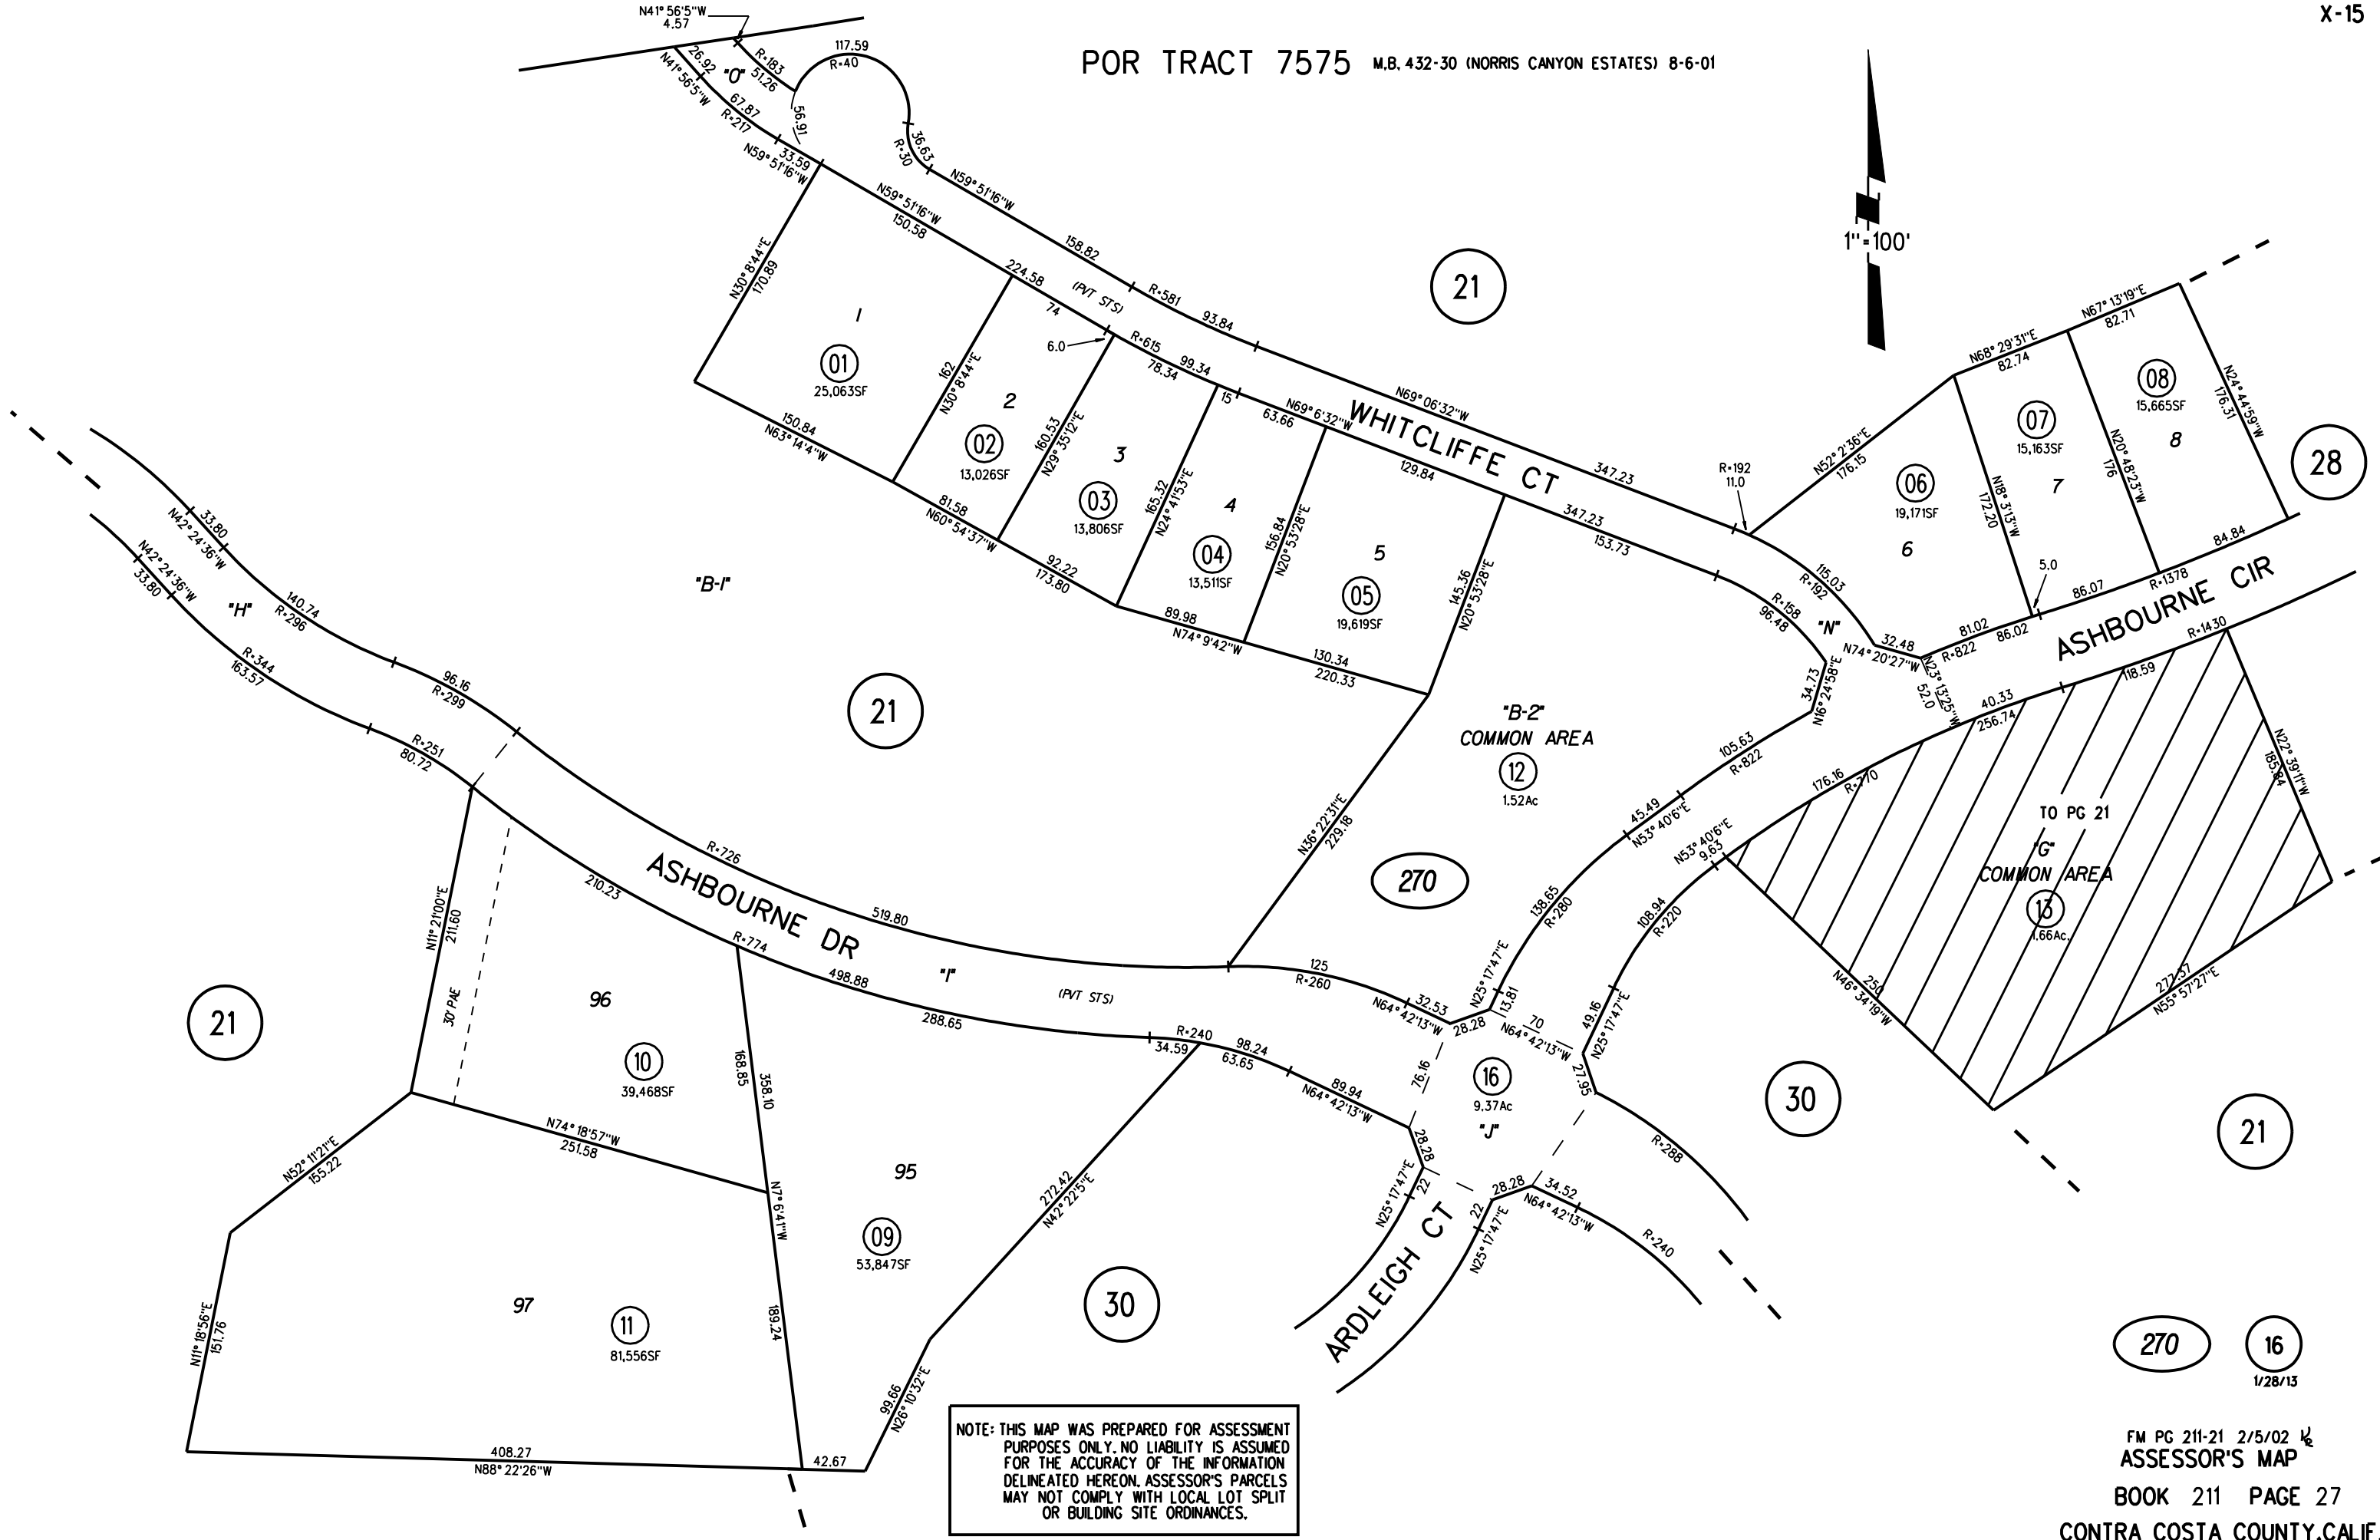 X-15
POR TRACT 7575 M.B. 432-30 (NORRIS CANYON ESTATES) 8-6-01
1"=100'
N41°56'5"W
4.57
26.92
N41°56'5"W
"O"
R=183
51.26
117.59
R=40
67.87
R=217
56.91
33.59
N59°51'16"W
36.63
R=30
N59°51'16"W
158.82
N59°51'16"W
150.58
224.58
74
(PVT STS)
R=581
93.84
6.0
R=615
99.34
78.34
15
N69°6'32"W
63.66
N69°06'32"W
347.23
WHITCLIFFE CT
129.84
347.23
153.73
R=192
11.0
N30°8'44"E
170.89
1
01
25,063SF
150.84
N63°14'4"W
162
N30°8'44"E
2
02
13,026SF
81.58
N60°54'37"W
160.53
N29°35'12"E
3
03
13,806SF
92.22
173.80
165.32
N24°41'53"E
4
04
13,511SF
89.98
N74°9'42"W
156.84
N20°53'28"E
5
05
19,619SF
130.34
220.33
145.36
N20°53'28"E
21
N52°2'36"E
176.15
N68°29'31"E
82.74
N67°13'19"E
82.71
06
19,171SF
6
N18°3'13"W
172.20
07
15,163SF
7
N20°48'23"W
176
08
15,665SF
8
N24°44'59"W
176.31
28
115.03
R=192
R=158
96.48
"N"
32.48
N74°20'27"W
N23°13'25"W
52.0
81.02
86.02
R=822
5.0
86.07
R=1378
84.84
ASHBOURNE CIR
R=1430
118.59
40.33
256.74
34.73
N16°24'58"E
105.63
R=822
45.49
N53°40'6"E
138.65
R=280
N53°40'6"E
9.63
176.16
R=770
108.94
R=220
TO PG 21
"G"
COMMON AREA
13
1.66Ac.
N22°39'11"W
185.84
250
N46°34'19"W
277.37
N55°57'27"E
N42°24'36"W
33.80
N42°24'36"W
33.80
"H"
140.74
R=296
R=344
163.57
96.16
R=299
R=251
80.72
"B-1"
21
"B-2"
COMMON AREA
12
1.52Ac
270
N36°22'31"E
229.18
R=726
519.80
ASHBOURNE DR
210.23
R=774
498.88
288.65
"I"
(PVT STS)
125
R=260
32.53
N64°42'13"W
28.28
N25°17'47"E
13.81
70
N64°42'13"W
49.16
N25°17'47"E
27.95
R=240
34.59
98.24
63.65
89.94
N64°42'13"W
76.16
16
9.37Ac
"J"
28.28
N25°17'47"E
22
28.28
22
N25°17'47"E
34.52
N64°42'13"W
R=288
R=240
ARDLEIGH CT
30
21
21
N11°21'00"E
211.60
30' PAE
96
10
39,468SF
168.85
358.10
N74°18'57"W
251.58
N52°11'21"E
155.22
N7°6'41"W
189.24
95
09
53,847SF
272.42
N42°22'5"E
30
97
11
81,556SF
N11°18'56"E
151.76
408.27
N88°22'26"W
42.67
99.66
N26°10'32"E
NOTE: THIS MAP WAS PREPARED FOR ASSESSMENT
PURPOSES ONLY. NO LIABILITY IS ASSUMED
FOR THE ACCURACY OF THE INFORMATION
DELINEATED HEREON. ASSESSOR'S PARCELS
MAY NOT COMPLY WITH LOCAL LOT SPLIT
OR BUILDING SITE ORDINANCES.
270
16
1/28/13
FM PG 211-21 2/5/02
ASSESSOR'S MAP
BOOK 211 PAGE 27
CONTRA COSTA COUNTY, CALIF.